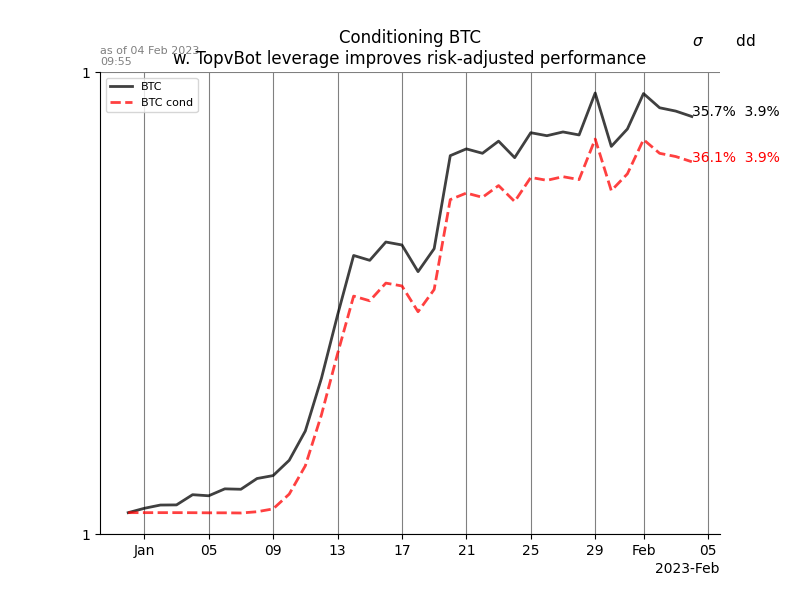 Conditioning BTC
w. TopvBot leverage improves risk-adjusted performance
as of 04 Feb 2023
09:55
σ dd
1
BTC
BTC cond
35.7% 3.9%
36.1% 3.9%
1
Jan 05 09 13 17 21 25 29 Feb 05
2023-Feb